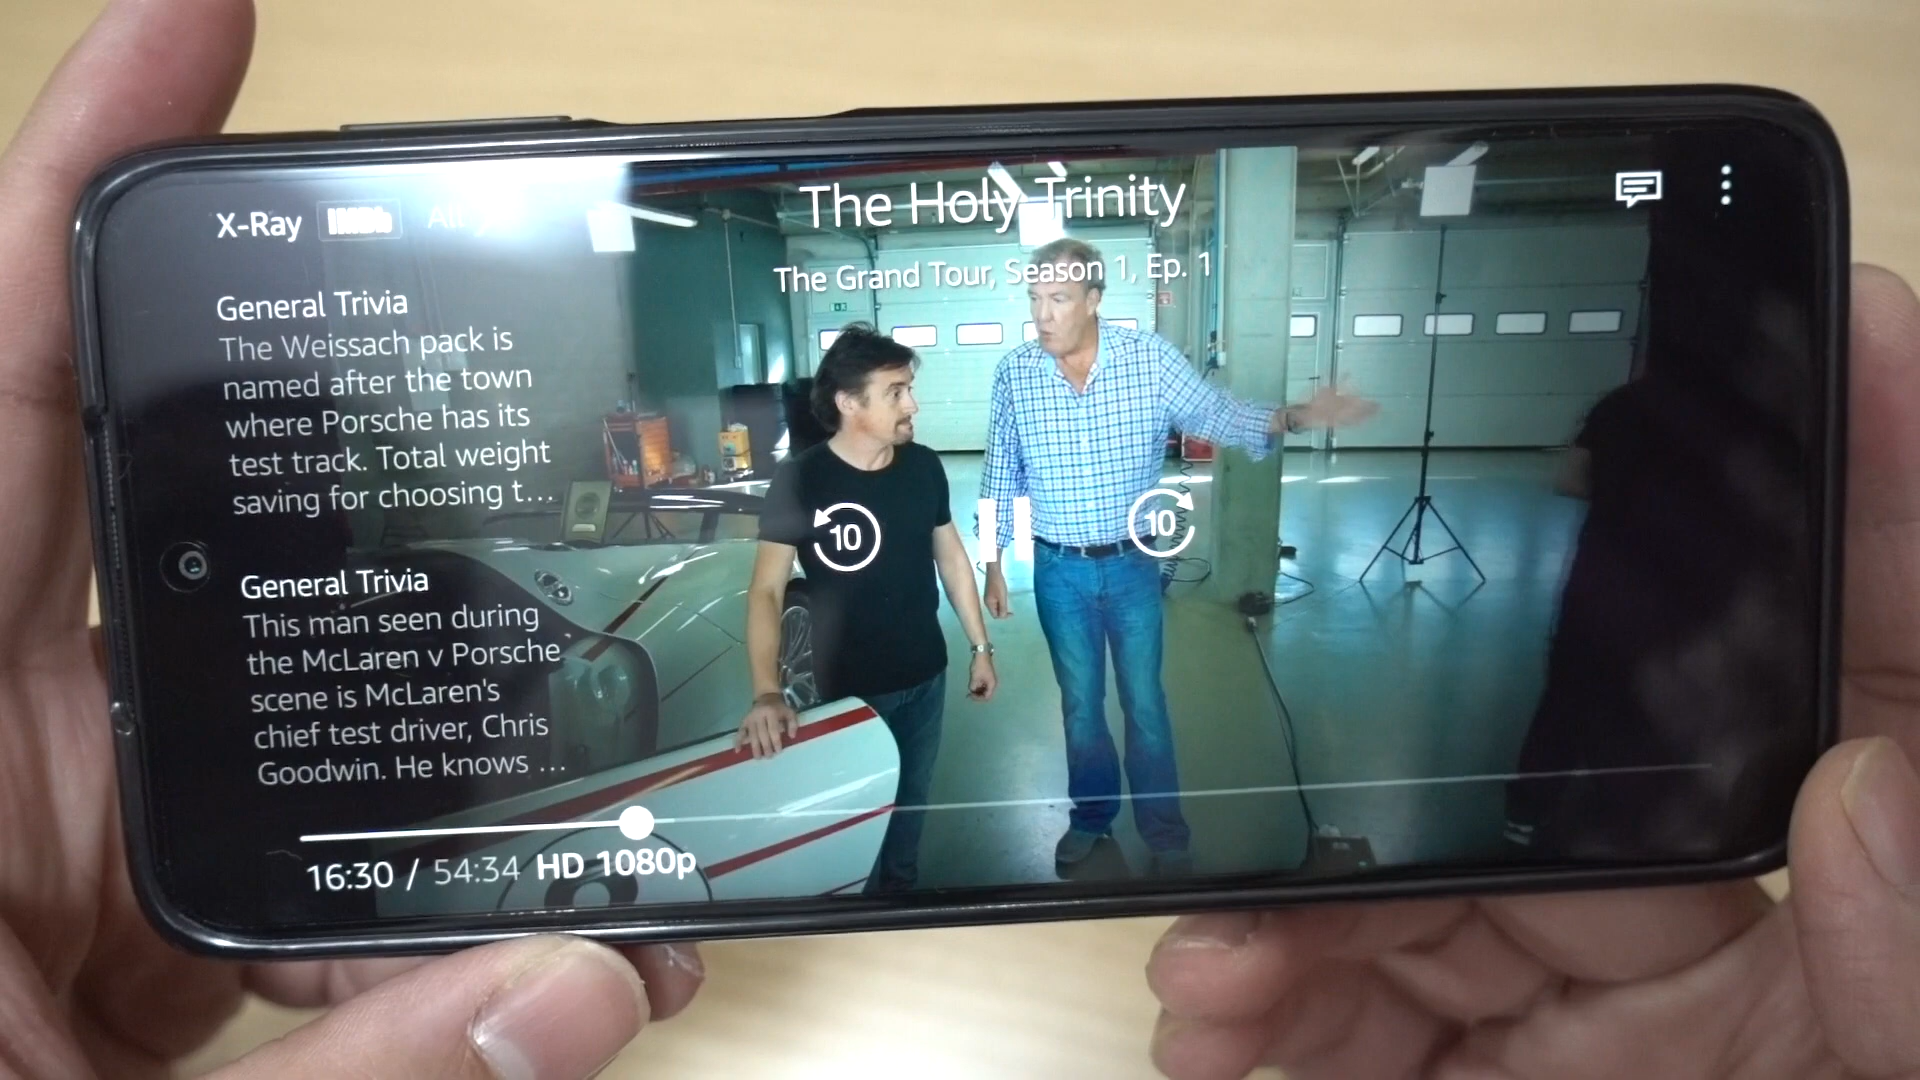 X-Ray IMDb
The Holy Trinity
The Grand Tour, Season 1, Ep. 1
General Trivia
The Weissach pack is
named after the town
where Porsche has its
test track. Total weight
saving for choosing t...
General Trivia
This man seen during
the McLaren v Porsche
scene is McLaren's
chief test driver, Chris
Goodwin. He knows ...
10
10
16:30 / 54:34 HD 1080p